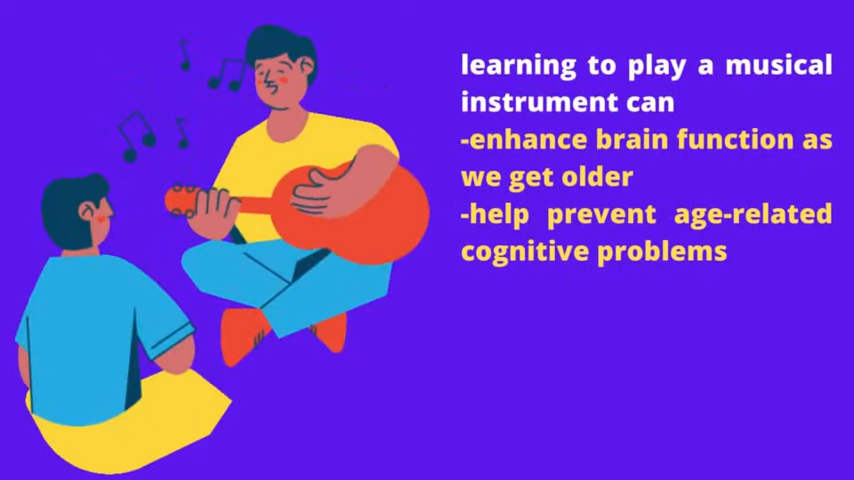 learning to play a musical
instrument can
-enhance brain function as
we get older
-help prevent age-related
cognitive problems